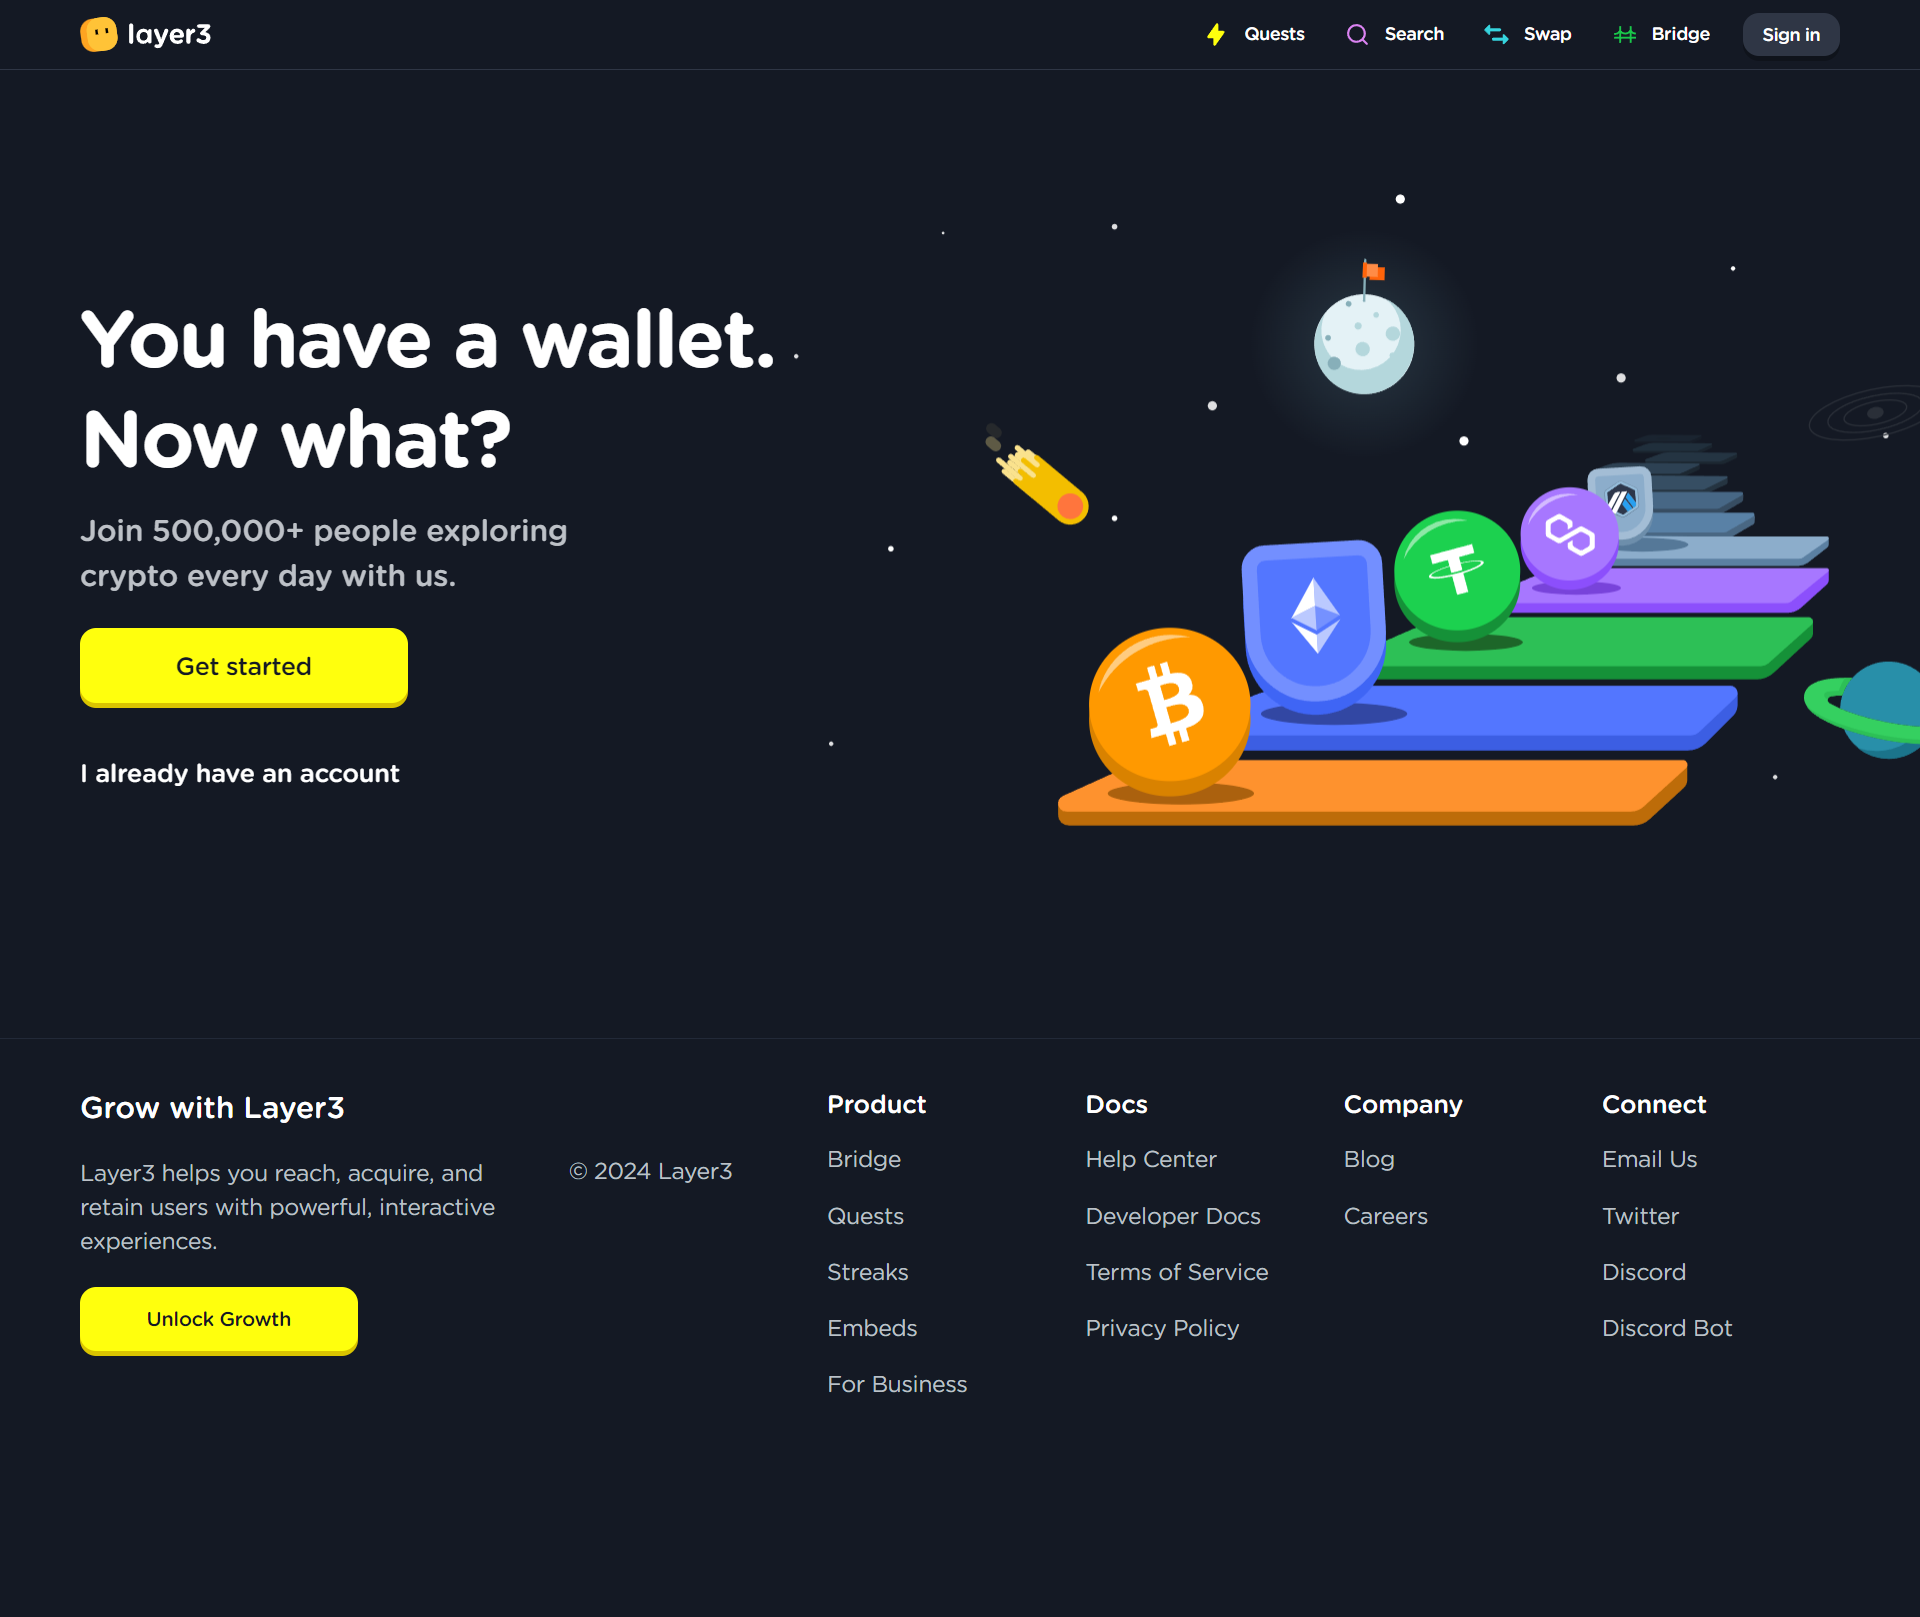 layer3
Quests
Search
Swap
Bridge
Sign in
You have a wallet.
Now what?
Join 500,000+ people exploring
crypto every day with us.
Get started
I already have an account
Grow with Layer3
Layer3 helps you reach, acquire, and
retain users with powerful, interactive
experiences.
Unlock Growth
© 2024 Layer3
Product
Bridge
Quests
Streaks
Embeds
For Business
Docs
Help Center
Developer Docs
Terms of Service
Privacy Policy
Company
Blog
Careers
Connect
Email Us
Twitter
Discord
Discord Bot